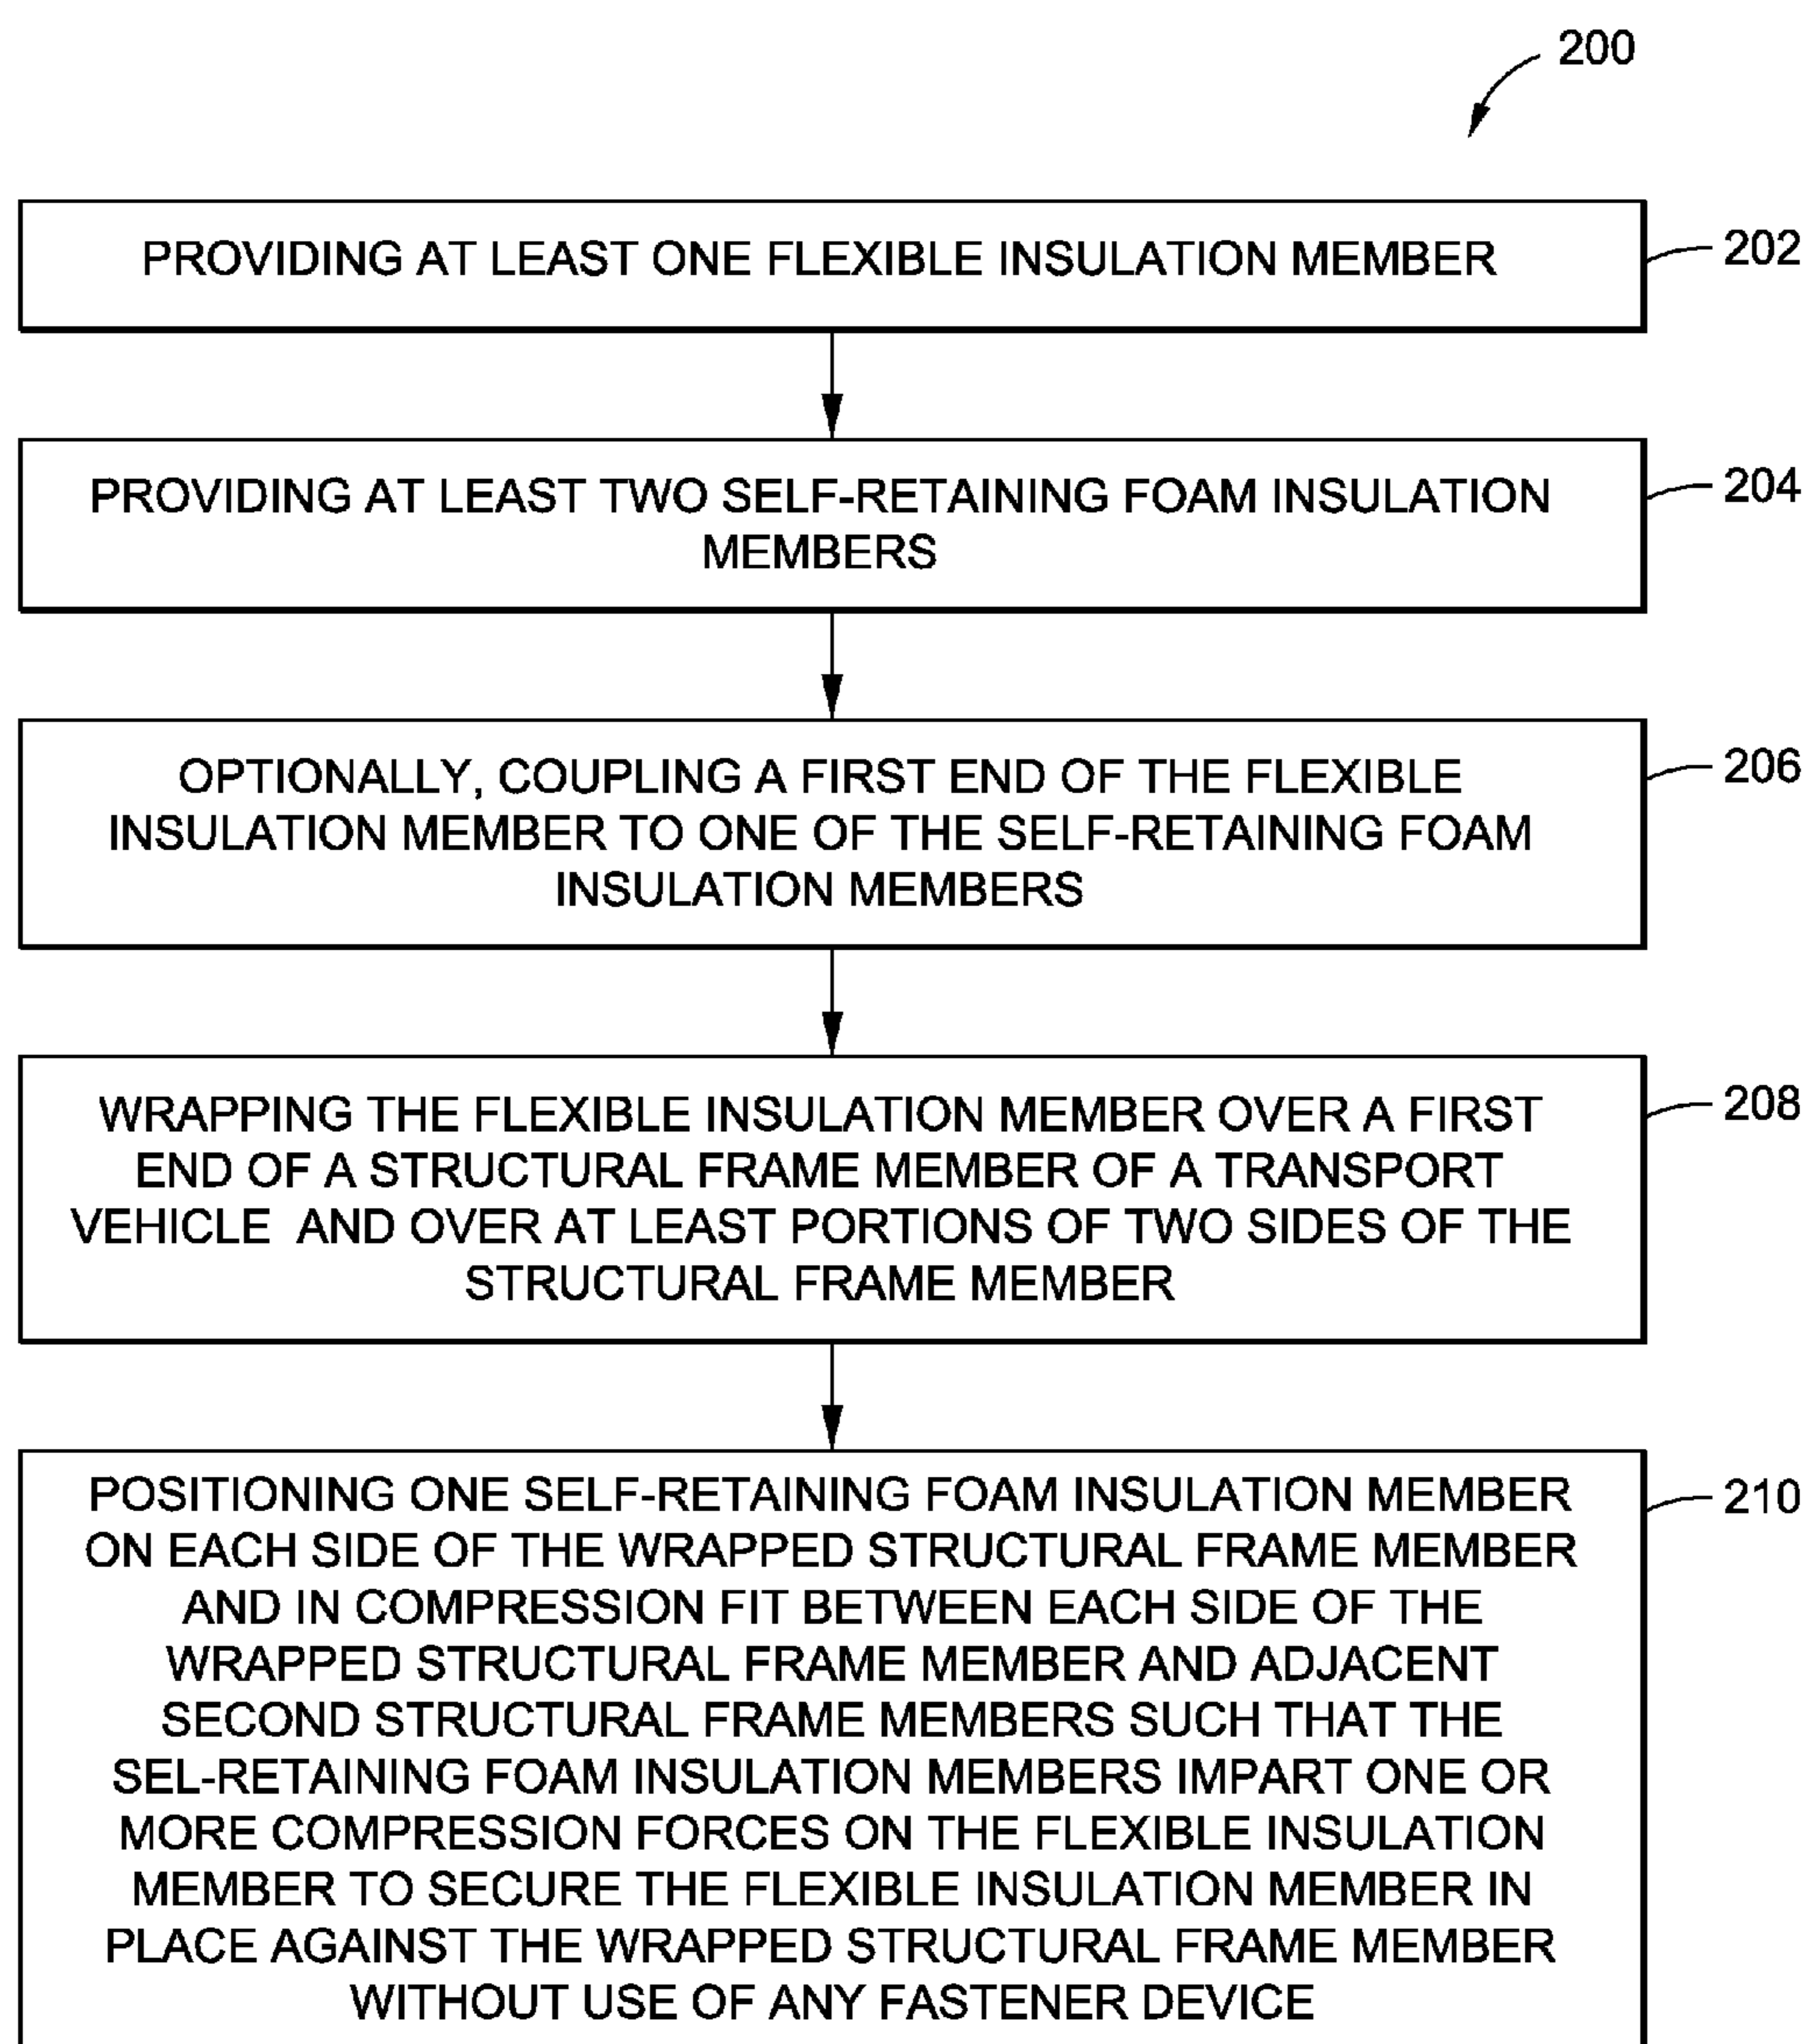 200
PROVIDING AT LEAST ONE FLEXIBLE INSULATION MEMBER
202
PROVIDING AT LEAST TWO SELF-RETAINING FOAM INSULATION
MEMBERS
204
OPTIONALLY, COUPLING A FIRST END OF THE FLEXIBLE
INSULATION MEMBER TO ONE OF THE SELF-RETAINING FOAM
INSULATION MEMBERS
206
WRAPPING THE FLEXIBLE INSULATION MEMBER OVER A FIRST
END OF A STRUCTURAL FRAME MEMBER OF A TRANSPORT
VEHICLE AND OVER AT LEAST PORTIONS OF TWO SIDES OF THE
STRUCTURAL FRAME MEMBER
208
POSITIONING ONE SELF-RETAINING FOAM INSULATION MEMBER
ON EACH SIDE OF THE WRAPPED STRUCTURAL FRAME MEMBER
AND IN COMPRESSION FIT BETWEEN EACH SIDE OF THE
WRAPPED STRUCTURAL FRAME MEMBER AND ADJACENT
SECOND STRUCTURAL FRAME MEMBERS SUCH THAT THE
SEL-RETAINING FOAM INSULATION MEMBERS IMPART ONE OR
MORE COMPRESSION FORCES ON THE FLEXIBLE INSULATION
MEMBER TO SECURE THE FLEXIBLE INSULATION MEMBER IN
PLACE AGAINST THE WRAPPED STRUCTURAL FRAME MEMBER
WITHOUT USE OF ANY FASTENER DEVICE
210